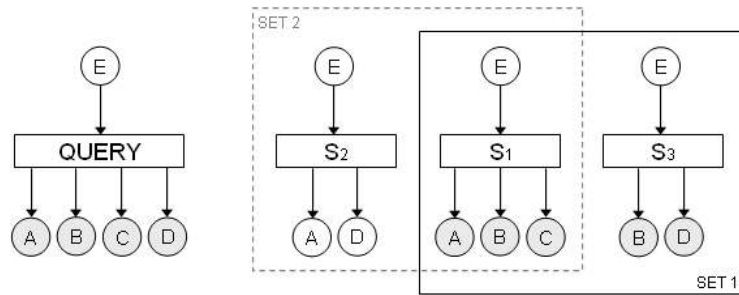 SET 2
E E E E
QUERY S₂ S₁ S₃
A B C D A D A B C B D
SET 1